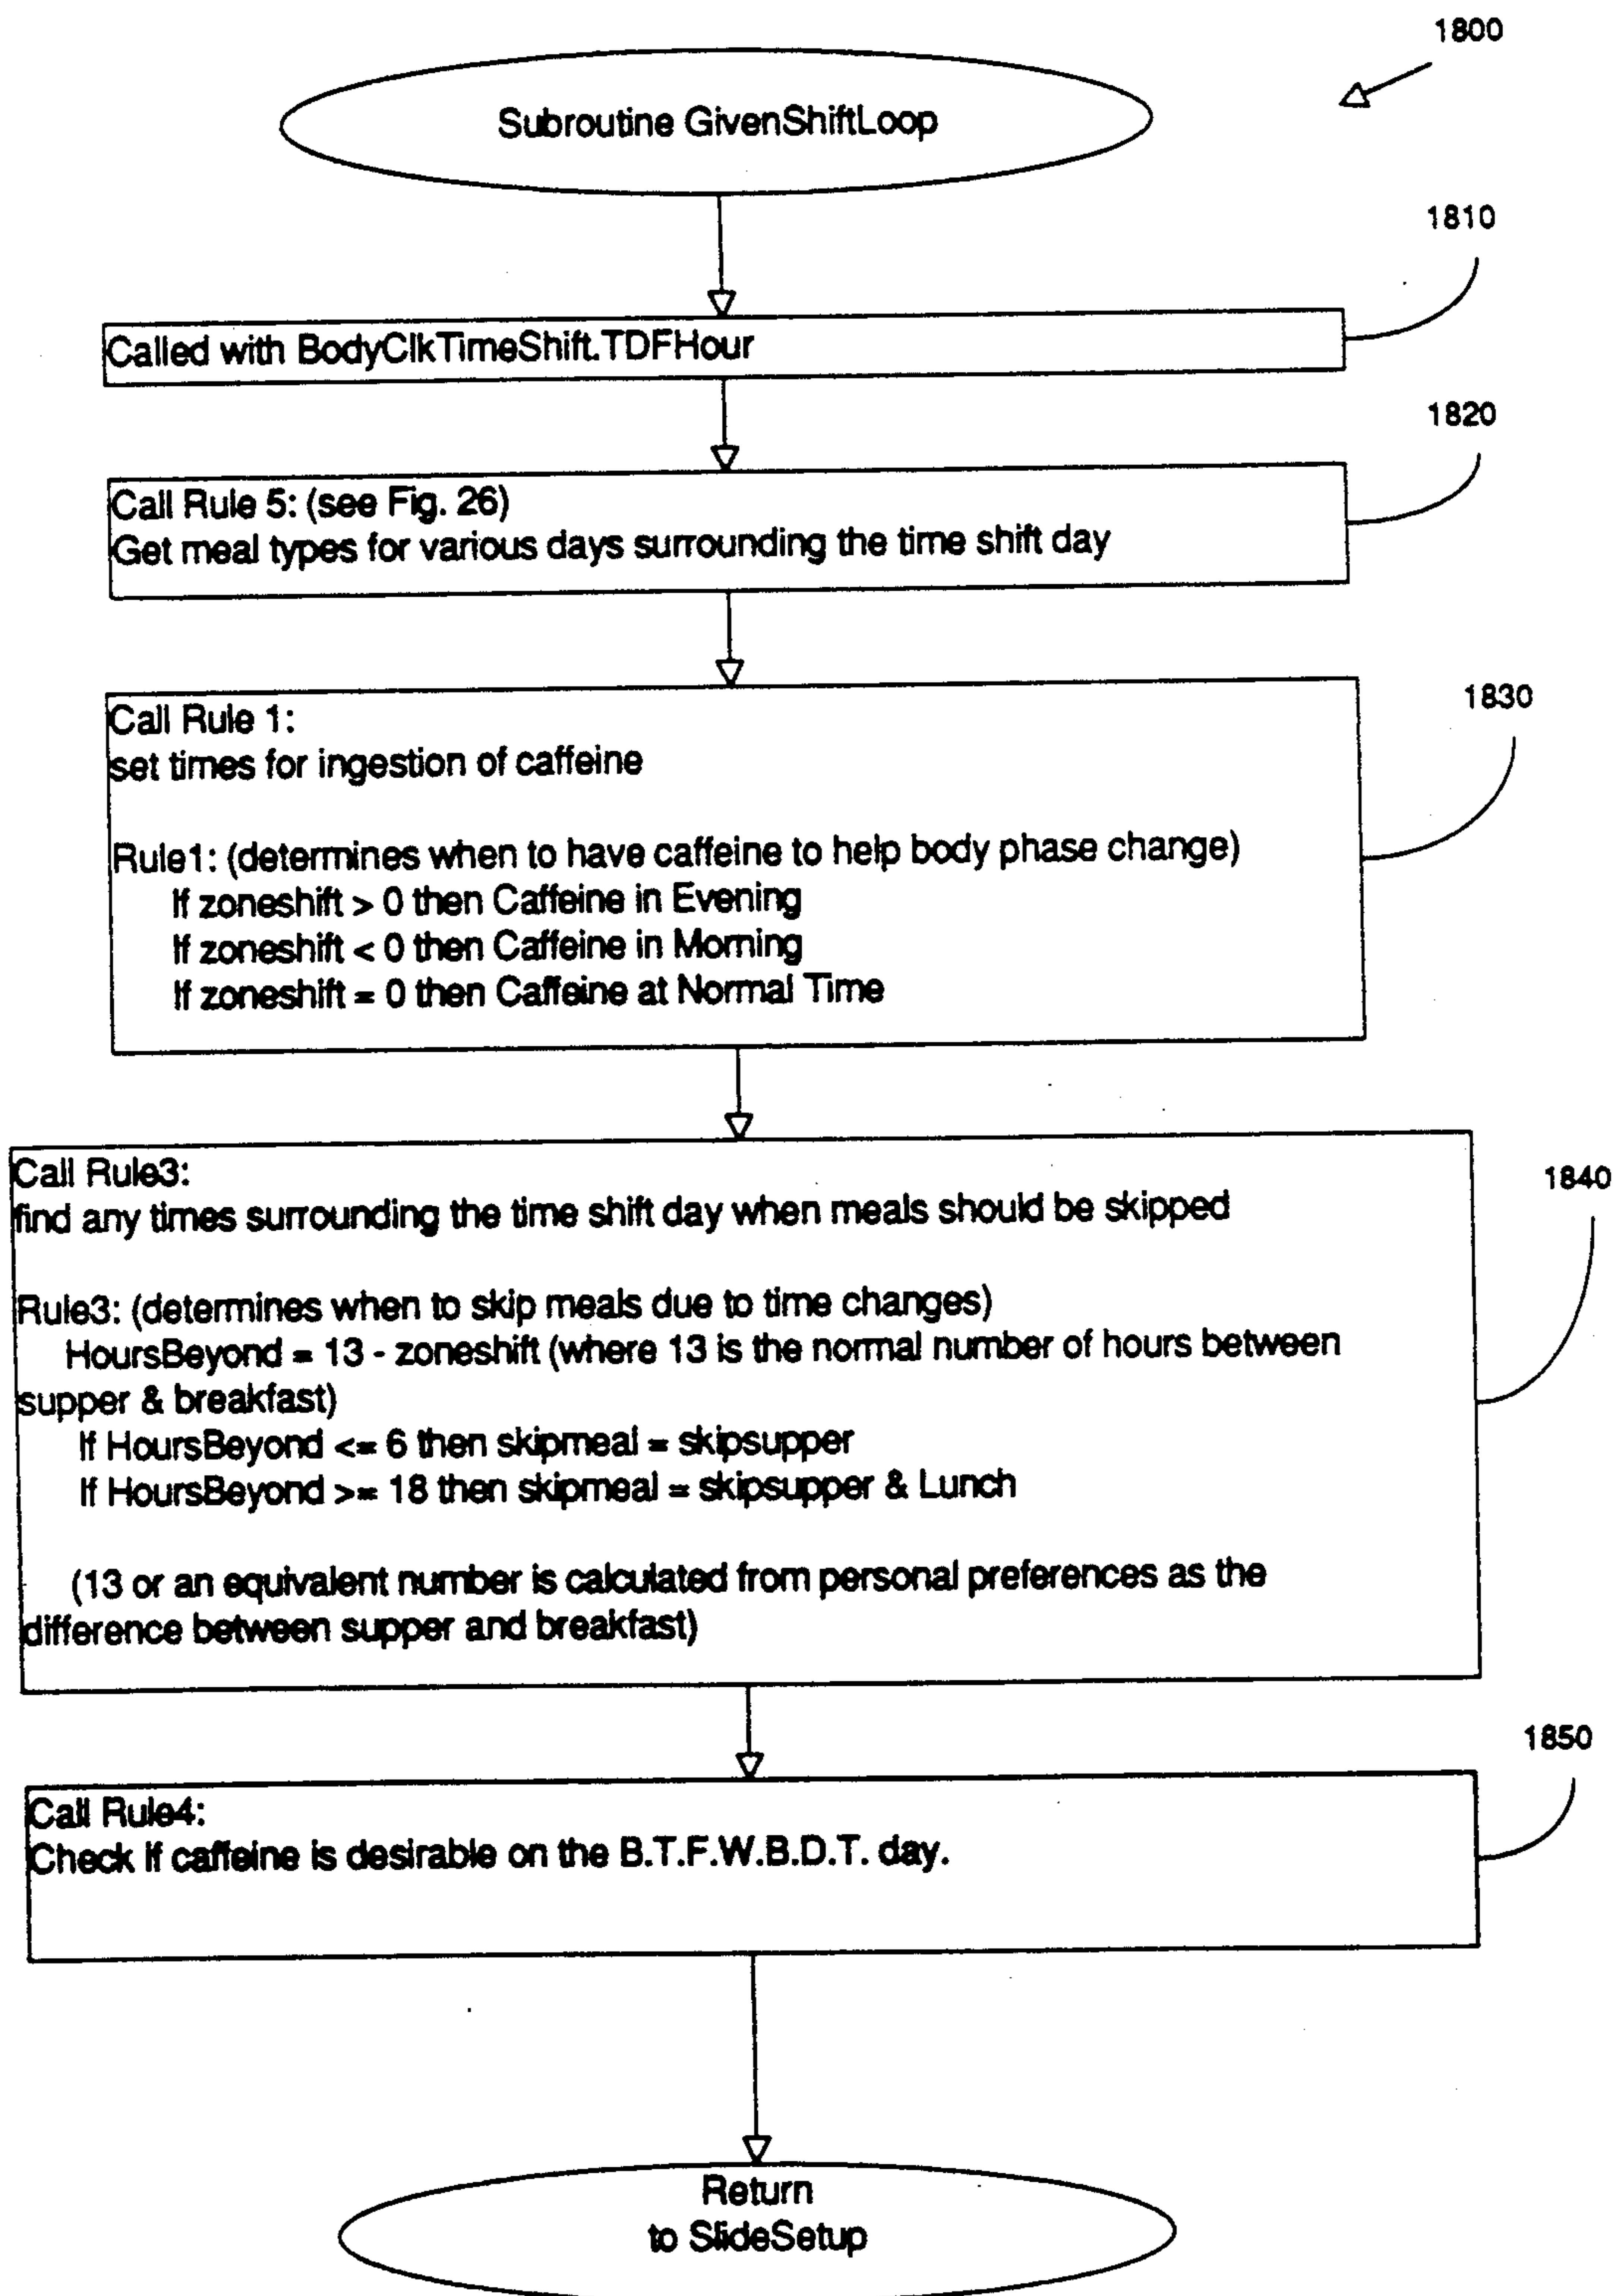 1800
Subroutine GivenShiftLoop
1810
Called with BodyClkTimeShift.TDFHour
1820
Call Rule 5: (see Fig. 26)
Get meal types for various days surrounding the time shift day
1830
Call Rule 1:
set times for ingestion of caffeine
Rule1: (determines when to have caffeine to help body phase change)
If zoneshift > 0 then Caffeine in Evening
If zoneshift < 0 then Caffeine in Morning
If zoneshift = 0 then Caffeine at Normal Time
1840
Call Rule3:
find any times surrounding the time shift day when meals should be skipped
Rule3: (determines when to skip meals due to time changes)
HoursBeyond = 13 - zoneshift (where 13 is the normal number of hours between
supper & breakfast)
If HoursBeyond <= 6 then skipmeal = skipsupper
If HoursBeyond >= 18 then skipmeal = skipsupper & Lunch
(13 or an equivalent number is calculated from personal preferences as the
difference between supper and breakfast)
1850
Call Rule4:
Check if caffeine is desirable on the B.T.F.W.B.D.T. day.
Return
to SlideSetup